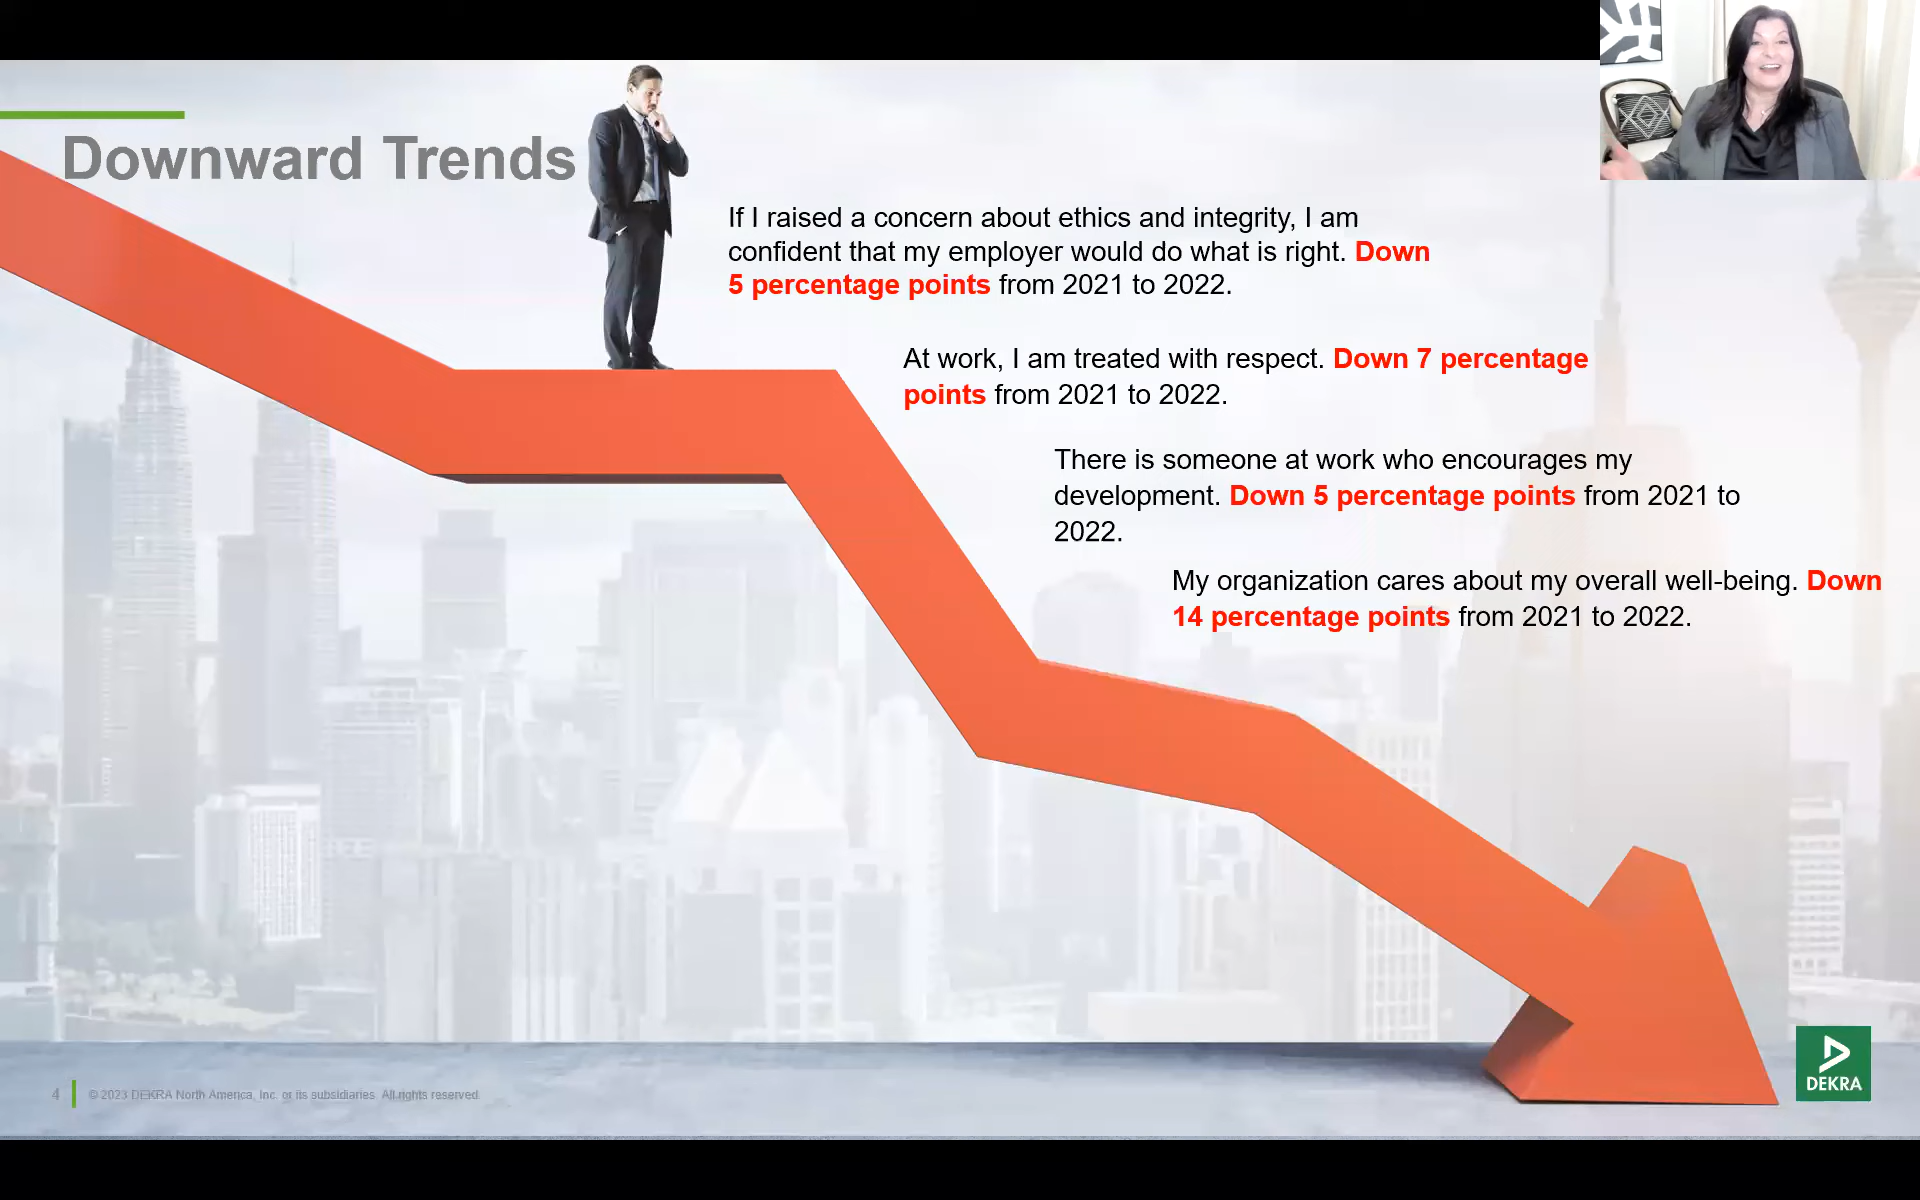 Downward Trends
If I raised a concern about ethics and integrity, I am
confident that my employer would do what is right. Down
5 percentage points from 2021 to 2022.
At work, I am treated with respect. Down 7 percentage
points from 2021 to 2022.
There is someone at work who encourages my
development. Down 5 percentage points from 2021 to
2022.
My organization cares about my overall well-being. Down
14 percentage points from 2021 to 2022.
4
© 2023 DEKRA North America, Inc. or its subsidiaries. All rights reserved.
DEKRA